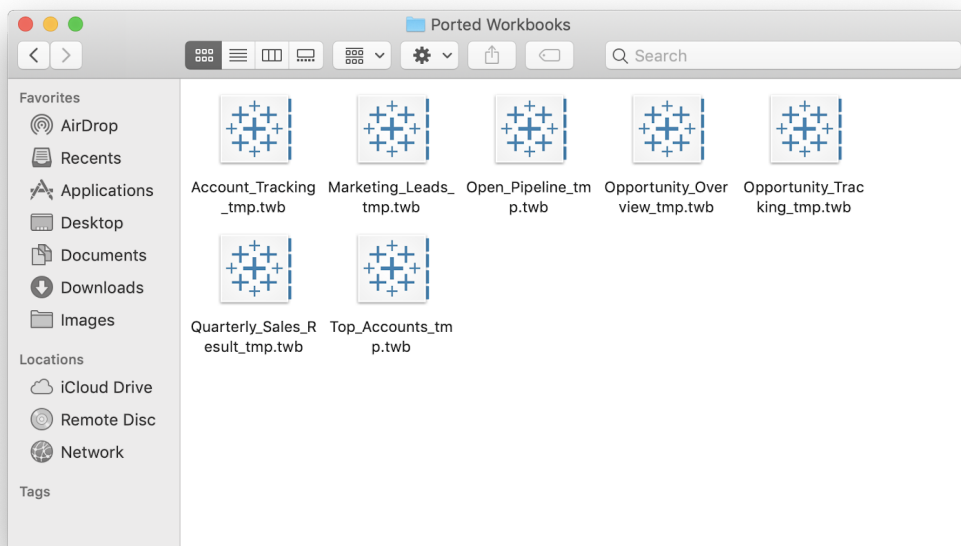 Ported Workbooks
Search
Favorites
AirDrop
Recents
Applications
Desktop
Documents
Downloads
Images
Locations
iCloud Drive
Remote Disc
Network
Tags
Account_Tracking
_tmp.twb
Marketing_Leads_
tmp.twb
Open_Pipeline_tm
p.twb
Opportunity_Over
view_tmp.twb
Opportunity_Trac
king_tmp.twb
Quarterly_Sales_R
esult_tmp.twb
Top_Accounts_tm
p.twb